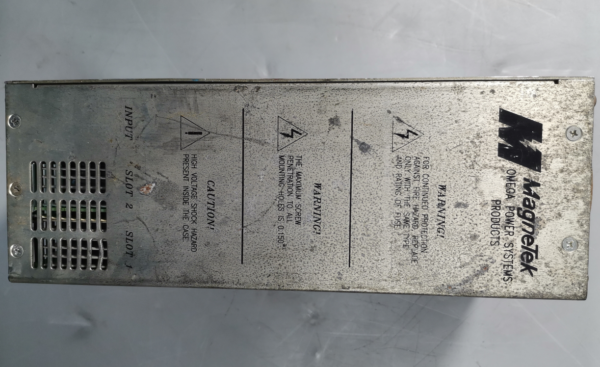 MagneTek
OMEGA POWER SYSTEMS
PRODUCTS
WARNING!
FOR CONTINUED PROTECTION
AGAINST FIRE HAZARD, REPLACE
ONLY WITH THE SAME TYPE
AND RATING OF FUSE.
WARNING!
THE MAXIMUM SCREW
PENETRATION TO ALL
MOUNTING-HOLES IS 0.150"
CAUTION!
HIGH VOLTAGE SHOCK HAZARD
PRESENT INSIDE THE CASE.
INPUT SLOT 2 SLOT 1